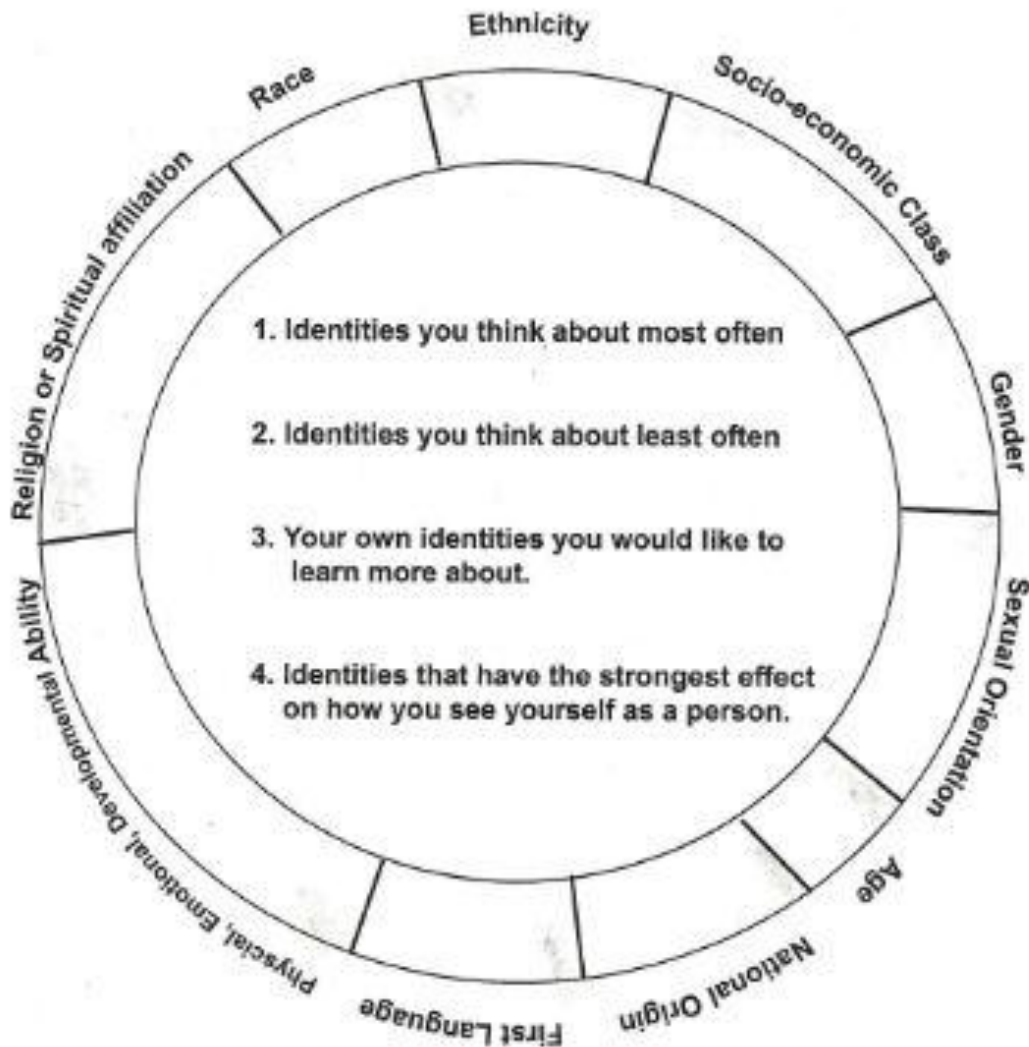 Ethnicity
Socio-economic Class
Gender
Sexual Orientation
Age
National Origin
First Language
Physcial, Emotional, Developmental Ability
Religion or Spiritual affiliation
Race
1. Identities you think about most often
2. Identities you think about least often
3. Your own identities you would like to
learn more about.
4. Identities that have the strongest effect
on how you see yourself as a person.